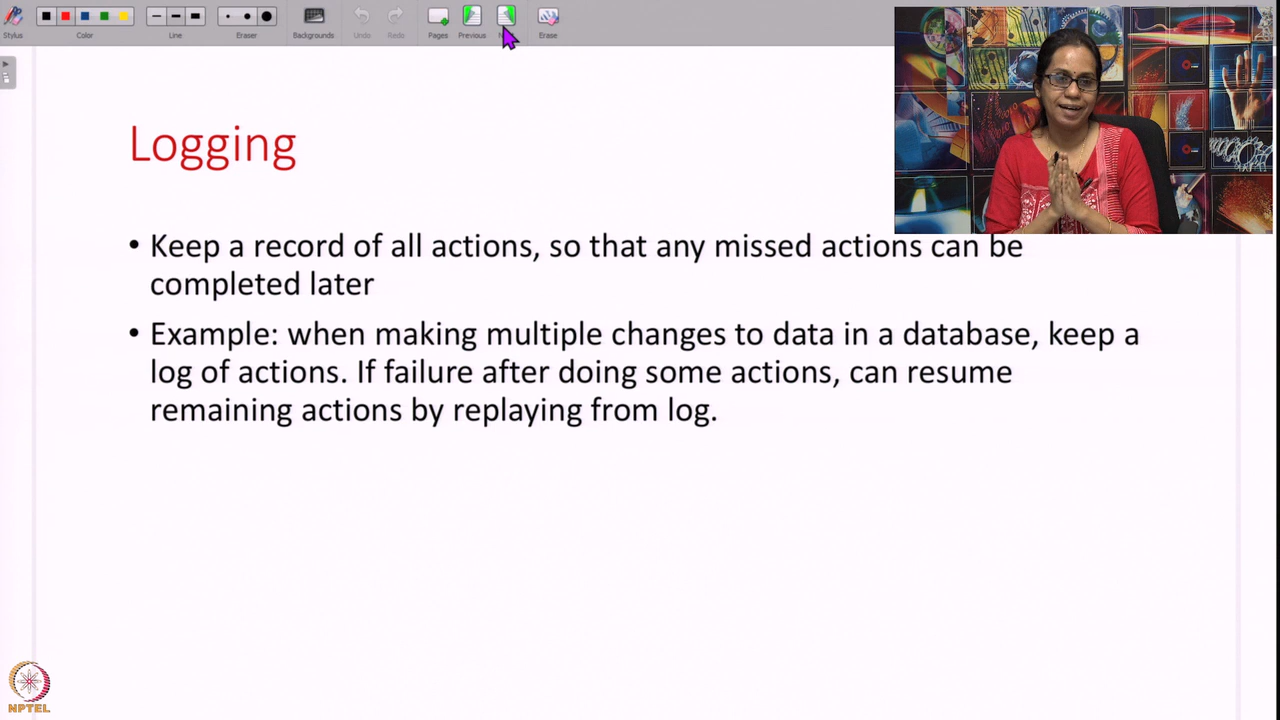 Stylus
Color
Line
Eraser
Backgrounds
Undo
Redo
Pages
Previous
Erase
Logging
• Keep a record of all actions, so that any missed actions can be
completed later
• Example: when making multiple changes to data in a database, keep a
log of actions. If failure after doing some actions, can resume
remaining actions by replaying from log.
NPTEL